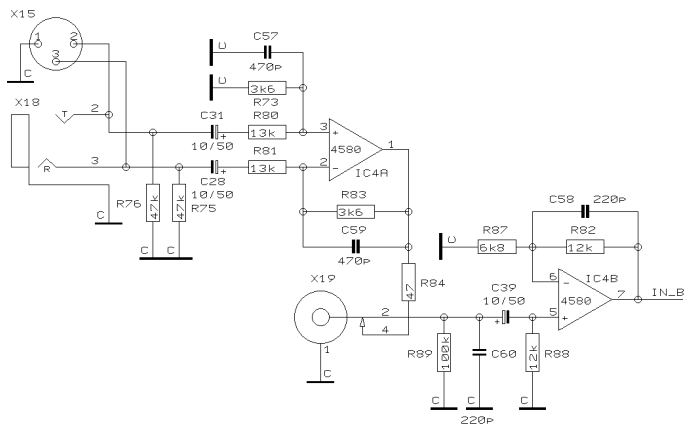 X15
1
2
3
C
X18
T
2
R
3
C
C57
470p
C
C
3k6
R73
C31
10/50
+
R80
13k
R81
13k
C28
10/50
+
R76
47k
47k
R75
C
C
3
+
2
-
4580
1
IC4A
R83
3k6
C59
470p
47
R84
X19
2
4
1
C
C
R87
6k8
C58
220p
R82
12k
6
-
5
+
4580
IC4B
7
IN_B
C39
10/50
+
R89
100k
C60
12k
R88
C
C
C
220p